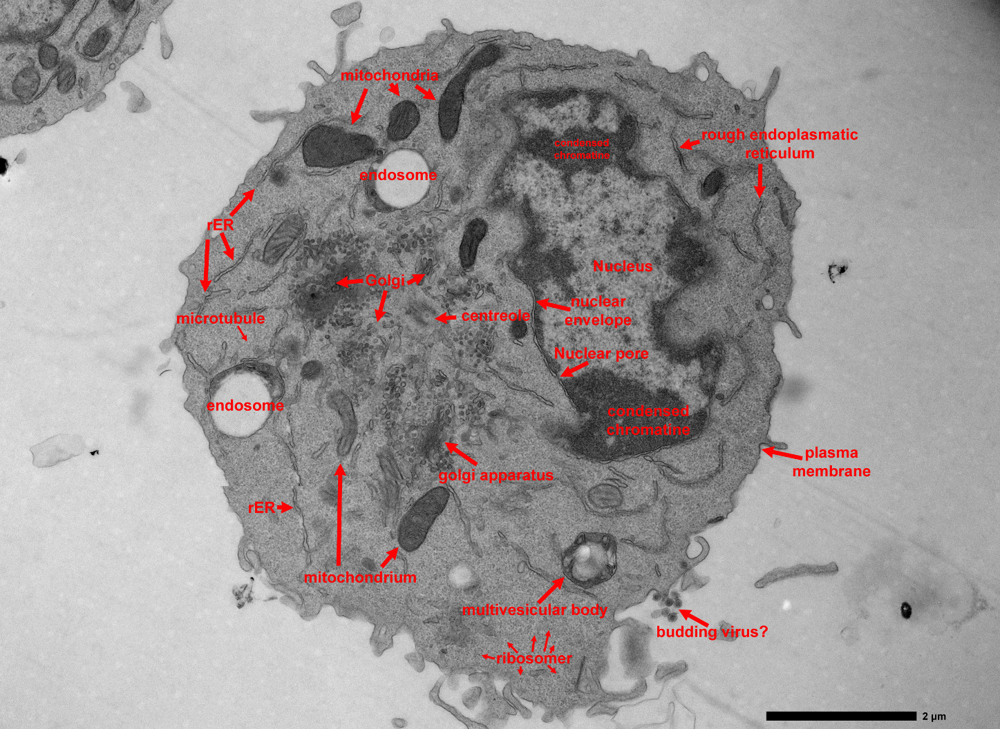 mitochondria
condensed
chromatine
rough endoplasmatic
reticulum
endosome
rER
Nucleus
Golgi
nuclear
envelope
centreole
microtubule
Nuclear pore
endosome
condensed
chromatine
plasma
membrane
golgi apparatus
rER
mitochondrium
multivesicular body
budding virus?
ribosomer
2 µm